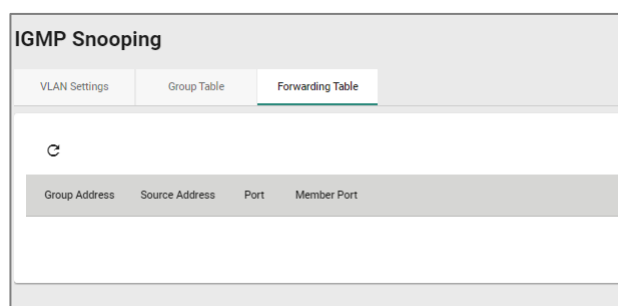 IGMP Snooping
VLAN Settings Group Table Forwarding Table
Group Address Source Address Port Member Port